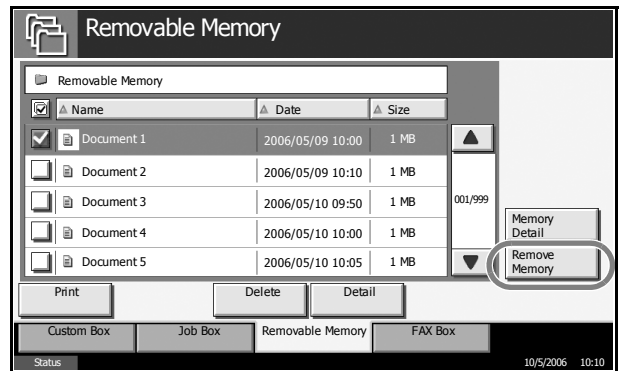 Removable Memory
Removable Memory
Name Date Size
Document 1 2006/05/09 10:00 1 MB
Document 2 2006/05/09 10:10 1 MB
Document 3 2006/05/10 09:50 1 MB
001/999
Document 4 2006/05/10 10:00 1 MB
Document 5 2006/05/10 10:05 1 MB
Memory
Detail
Remove
Memory
Print Delete Detail
Custom Box Job Box Removable Memory FAX Box
Status 10/5/2006 10:10